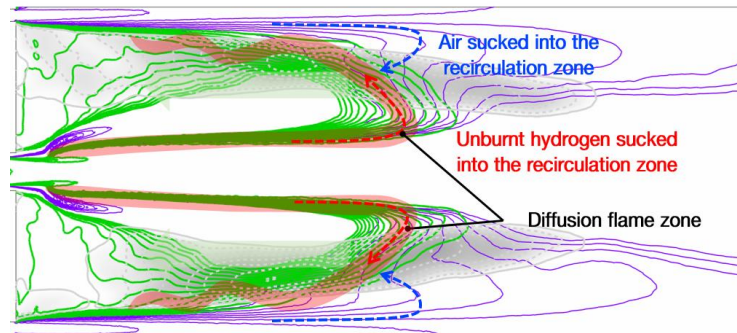 Air sucked into the
recirculation zone
Unburnt hydrogen sucked
into the recirculation zone
Diffusion flame zone